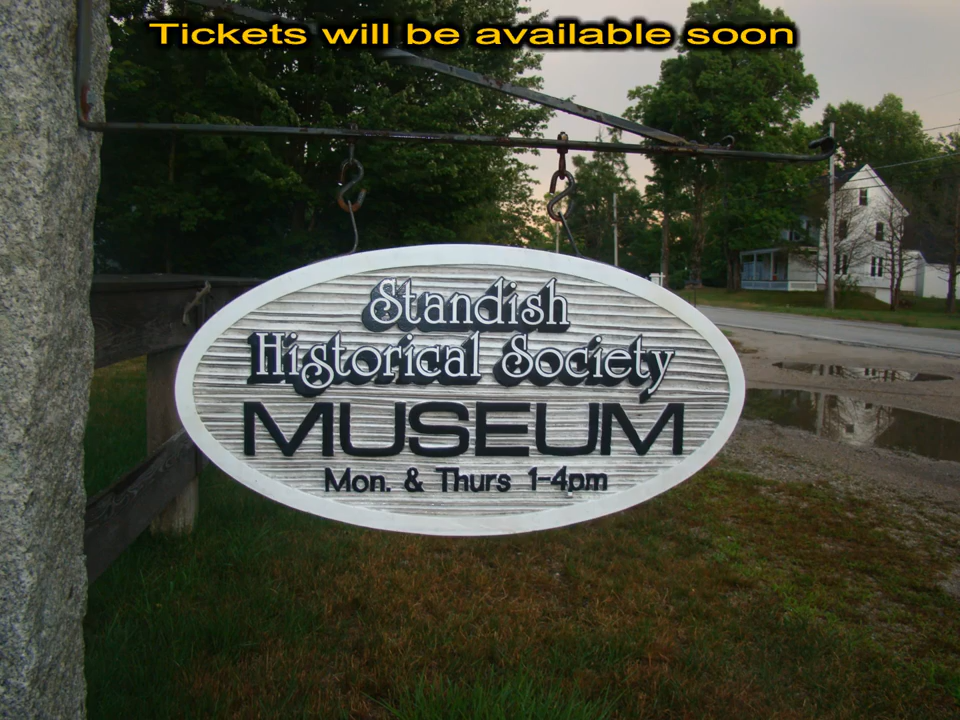 Tickets will be available soon
Standish
Historical Society
MUSEUM
Mon. & Thurs 1-4pm